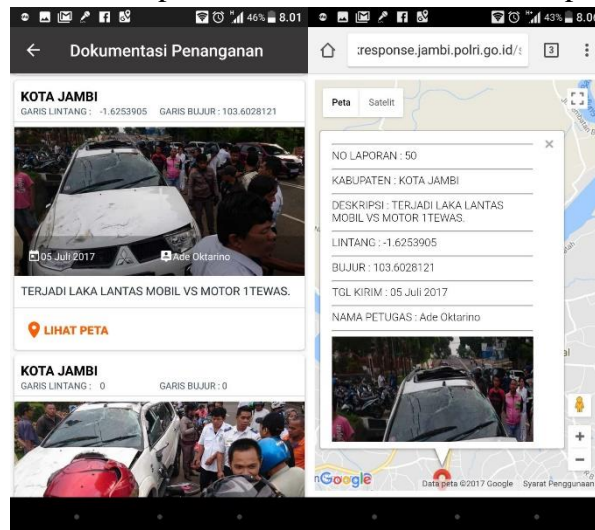 46% 8.01
Dokumentasi Penanganan
KOTA JAMBI
GARIS LINTANG : -1.6253905 GARIS BUJUR : 103.6028121
05 Juli 2017 Ade Oktarino
TERJADI LAKA LANTAS MOBIL VS MOTOR 1TEWAS.
LIHAT PETA
KOTA JAMBI
GARIS LINTANG : 0 GARIS BUJUR : 0
43% 8.0
:response.jambi.polri.go.id/s 3
Peta Satelit
NO LAPORAN : 50
KABUPATEN : KOTA JAMBI
DESKRIPSI : TERJADI LAKA LANTAS
MOBIL VS MOTOR 1TEWAS.
LINTANG : -1.6253905
BUJUR : 103.6028121
TGL KIRIM : 05 Juli 2017
NAMA PETUGAS : Ade Oktarino
Google Data peta ©2017 Google Syarat Penggunaan